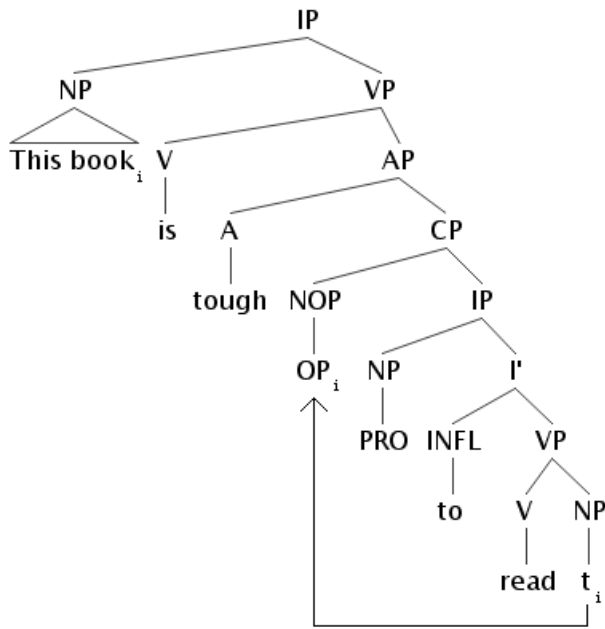 IP
NP VP
This book i V AP
is A CP
tough NOP IP
OP i NP I'
PRO INFL VP
to V NP
read t i